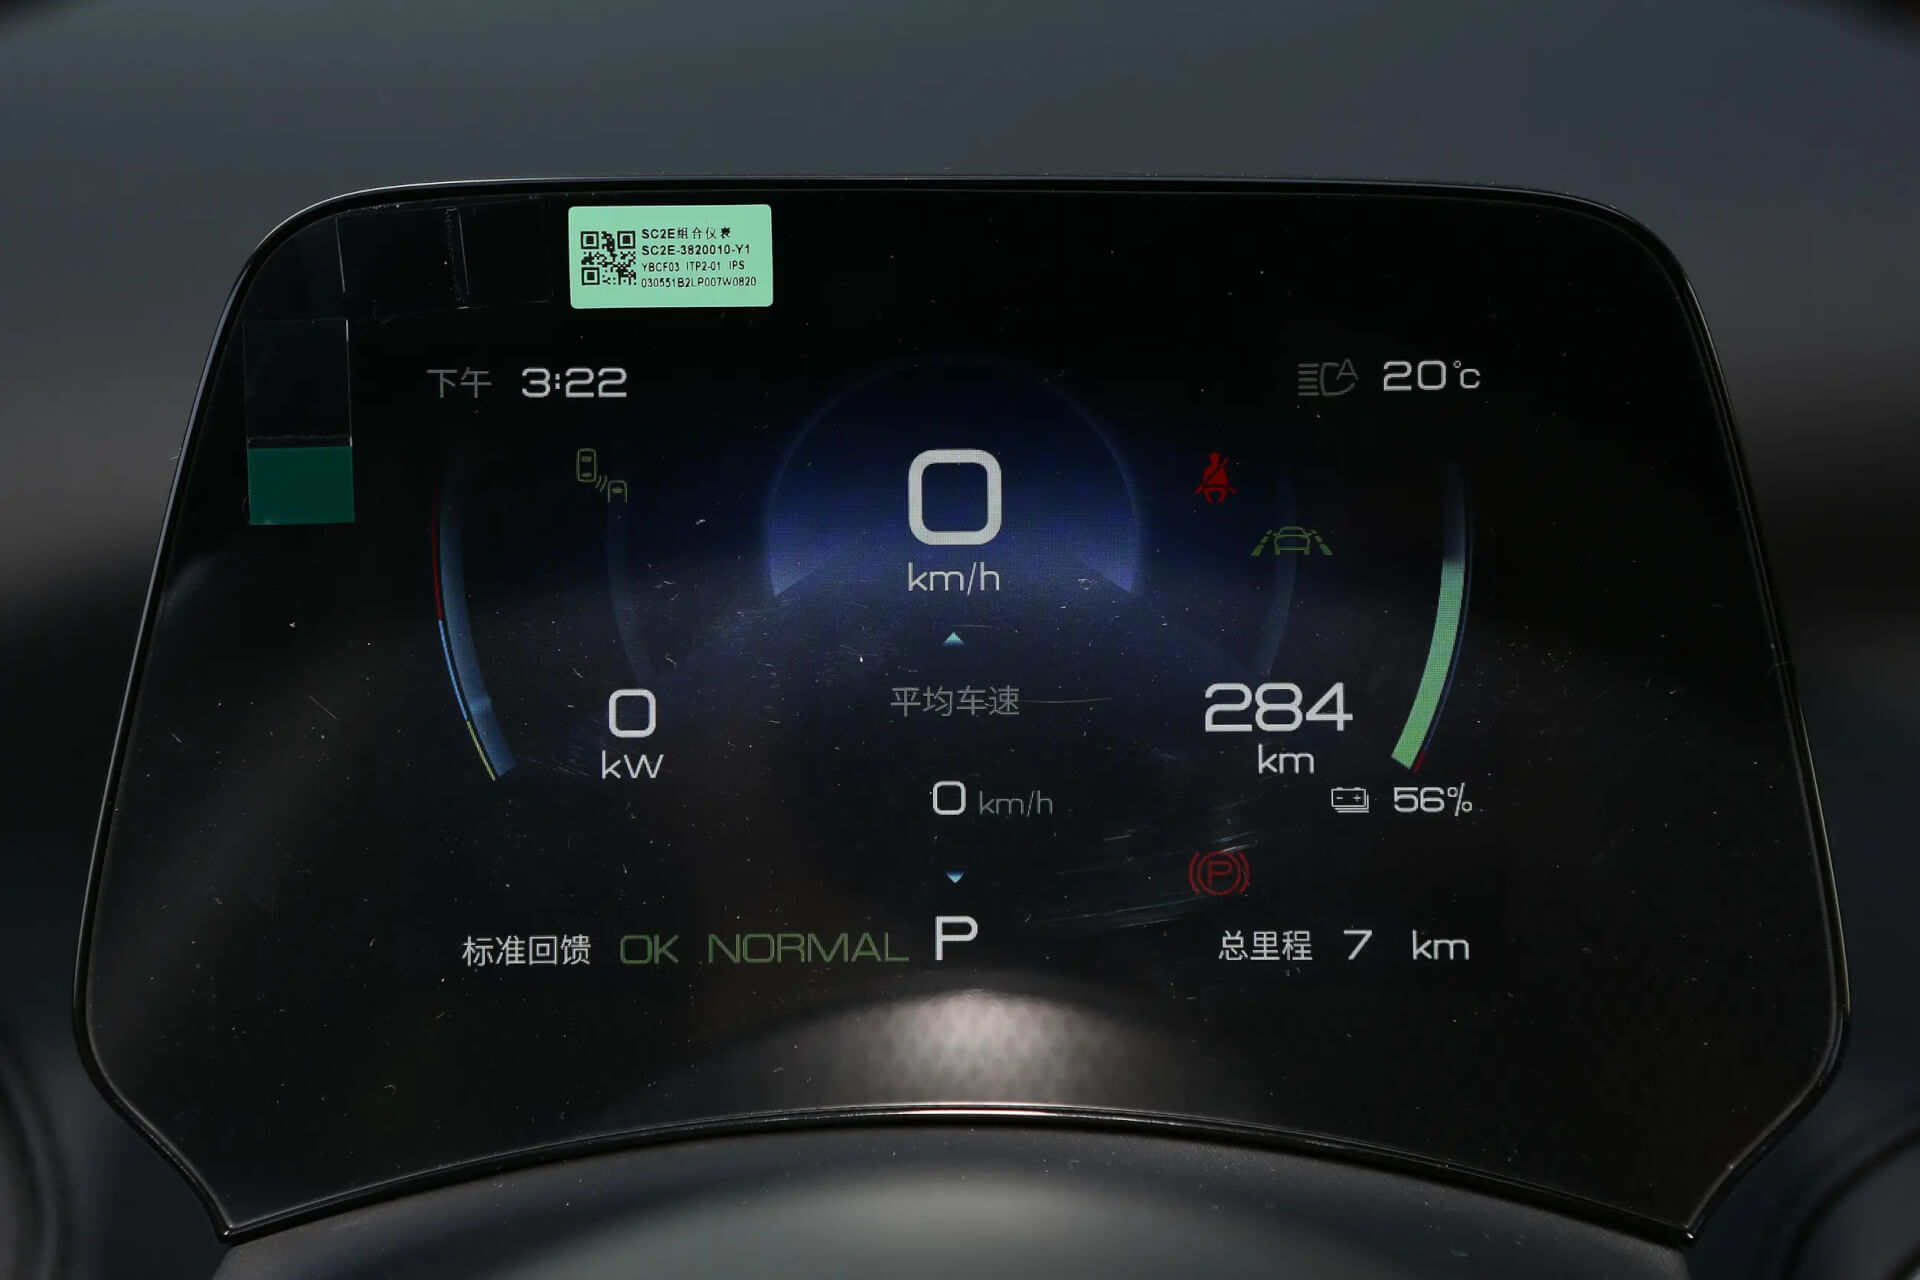 SC2E组合仪表
SC2E-3820010-Y1
YBCF03 ITP2-01 IPS
030551B2LP007W0820
下午 3:22
A 20℃
0
km/h
平均车速
0
kW
284
km
0 km/h
56%
P
标准回馈 OK NORMAL P
总里程 7 km